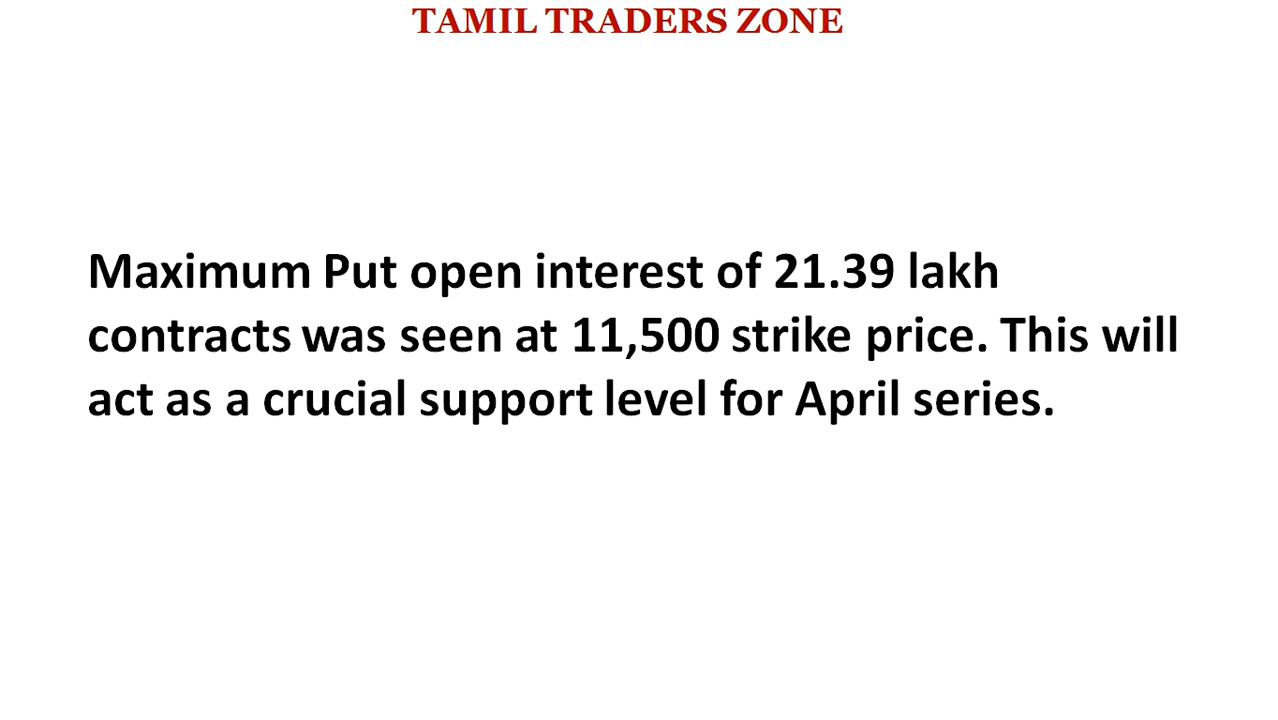 TAMIL TRADERS ZONE
Maximum Put open interest of 21.39 lakh
contracts was seen at 11,500 strike price. This will
act as a crucial support level for April series.